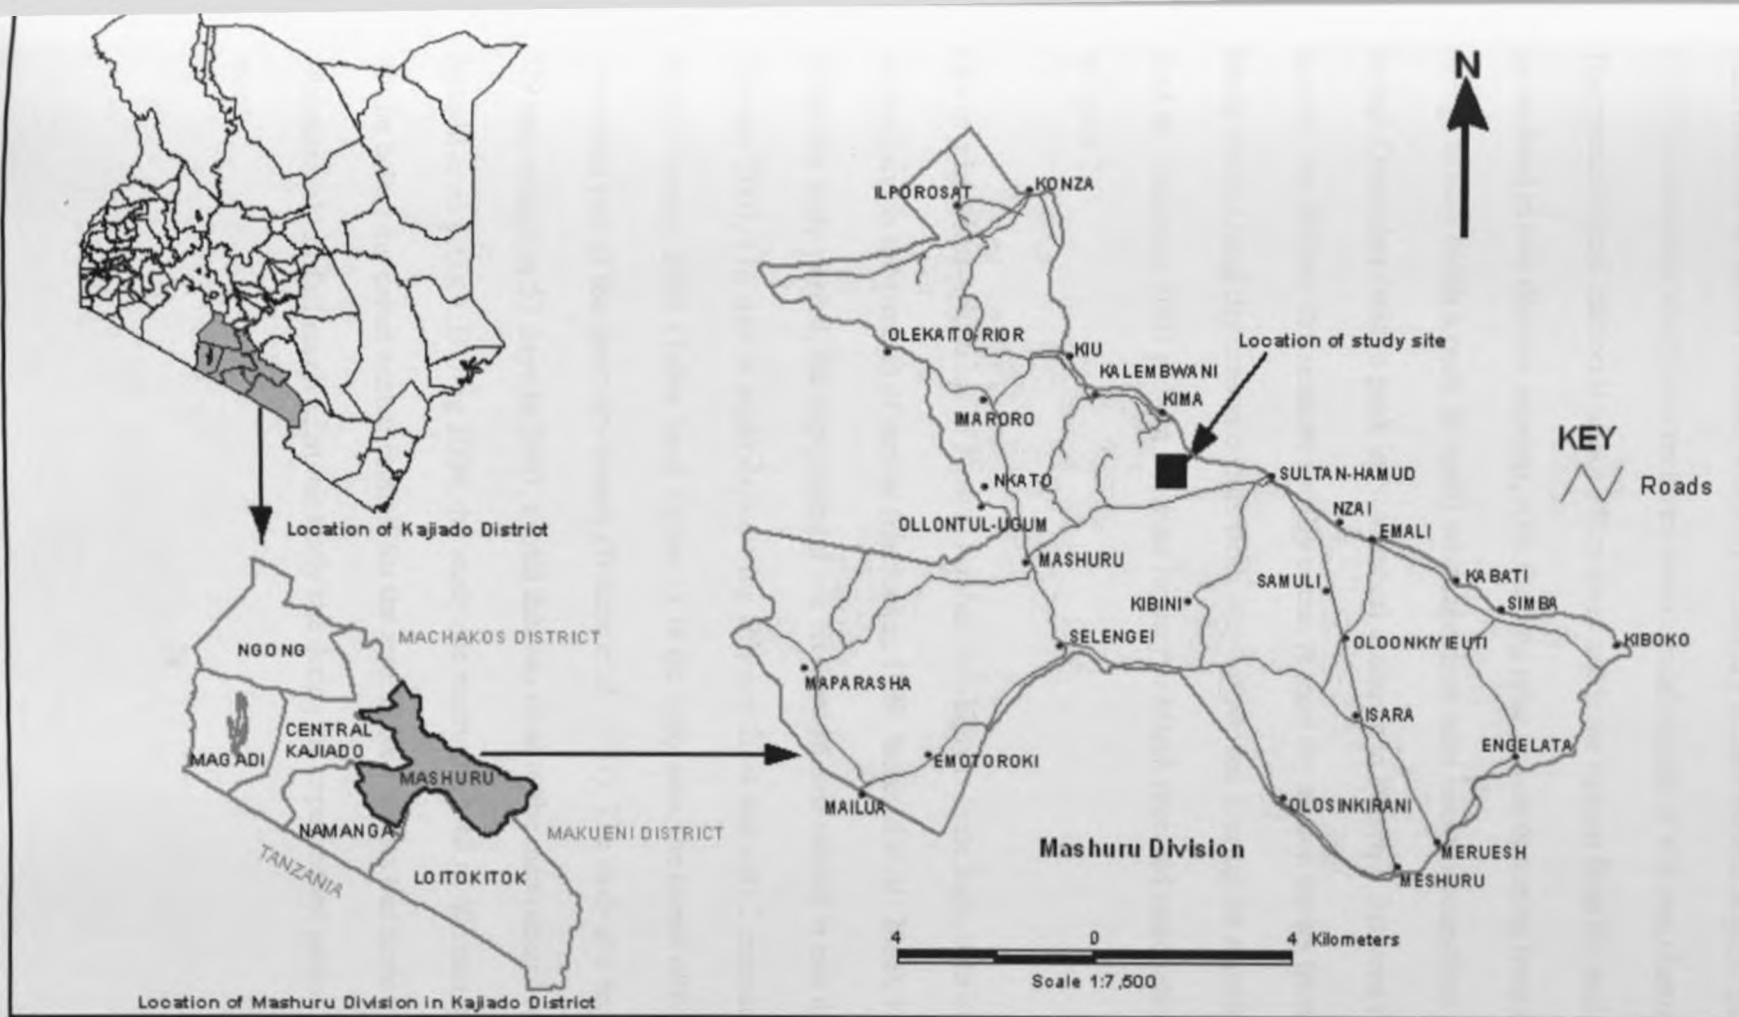 N
KONZA
ILPOROSAT
OLEKAITORIOR
KIU
Location of study site
KALEMBWANI
KIMA
IMARORO
KEY
Roads
SULTAN-HAMUD
NKATO
NZAI
OLLONTUL-UGUM
EMALI
Location of Kajiado District
MASHURU
KABATI
SAMULI
KIBINI
SIMBA
SELENGEI
OLOONKIYIEUTI
KIBOKO
MACHAKOS DISTRICT
NGONG
MAPARASHA
ISARA
CENTRAL
KAJIADO
MAGADI
ENGELATA
EMOTOROKI
MASHURU
MAILUA
OLOSINKIRANI
NAMANGA
MAKUENI DISTRICT
Mashuru Division
MERUESH
TANZANIA
LOITOKITOK
MESHURU
4 0 4 Kilometers
Scale 1:7,500
Location of Mashuru Division in Kajiado District